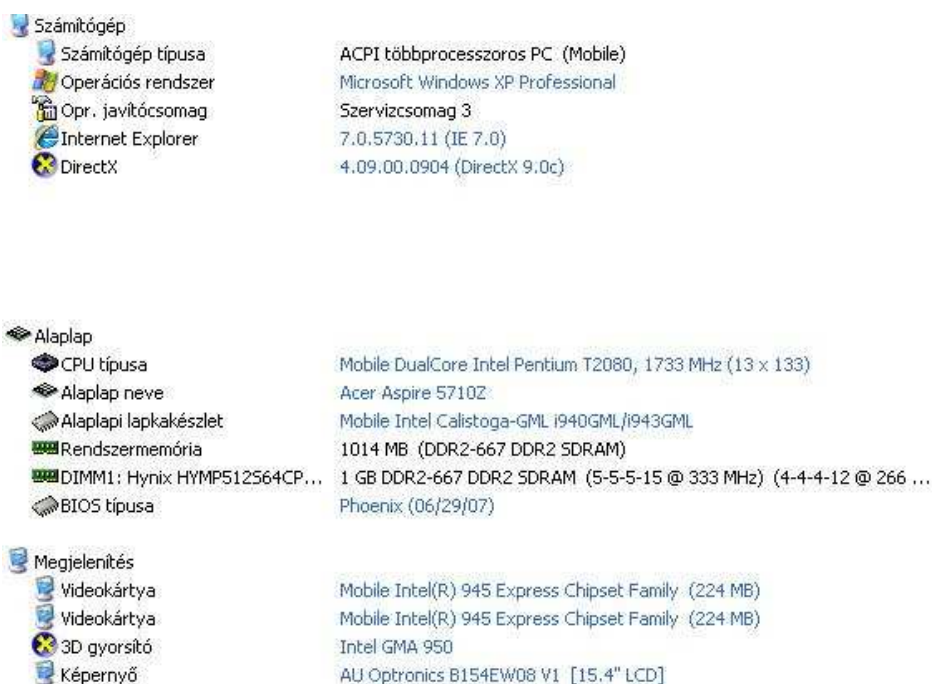 Számítógép
Számítógép típusa ACPI többprocesszoros PC (Mobile)
Operációs rendszer Microsoft Windows XP Professional
Opr. javítócsomag Szervizcsomag 3
Internet Explorer 7.0.5730.11 (IE 7.0)
DirectX 4.09.00.0904 (DirectX 9.0c)
Alaplap
CPU típusa Mobile DualCore Intel Pentium T2080, 1733 MHz (13 x 133)
Alaplap neve Acer Aspire 5710Z
Alaplapi lapkakészlet Mobile Intel Calistoga-GML i940GML/i943GML
Rendszermemória 1014 MB (DDR2-667 DDR2 SDRAM)
DIMM1: Hynix HYMP512S64CP... 1 GB DDR2-667 DDR2 SDRAM (5-5-5-15 @ 333 MHz) (4-4-4-12 @ 266 ...
BIOS típusa Phoenix (06/29/07)
Megjelenítés
Videokártya Mobile Intel(R) 945 Express Chipset Family (224 MB)
Videokártya Mobile Intel(R) 945 Express Chipset Family (224 MB)
3D gyorsító Intel GMA 950
Képernyő AU Optronics B154EW08 V1 [15.4" LCD]